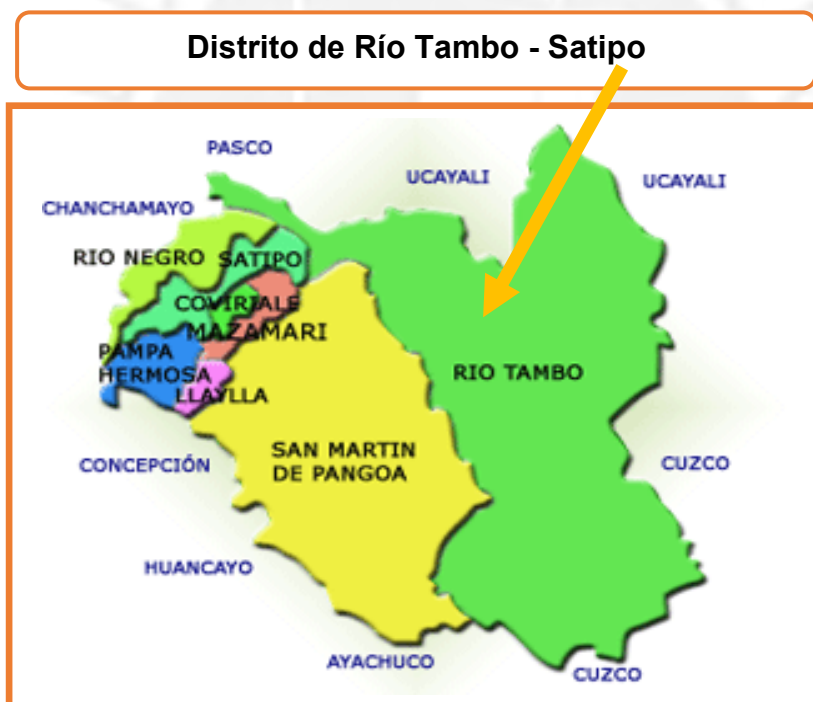 Distrito de Río Tambo - Satipo
PASCO
UCAYALI
UCAYALI
CHANCHAMAYO
RIO NEGRO
SATIPO
COVIRIALE
MAZAMARI
PAMPA
HERMOSA
LLAYLLA
RIO TAMBO
SAN MARTIN
DE PANGOA
CONCEPCIÓN
CUZCO
HUANCAYO
AYACHUCO
CUZCO